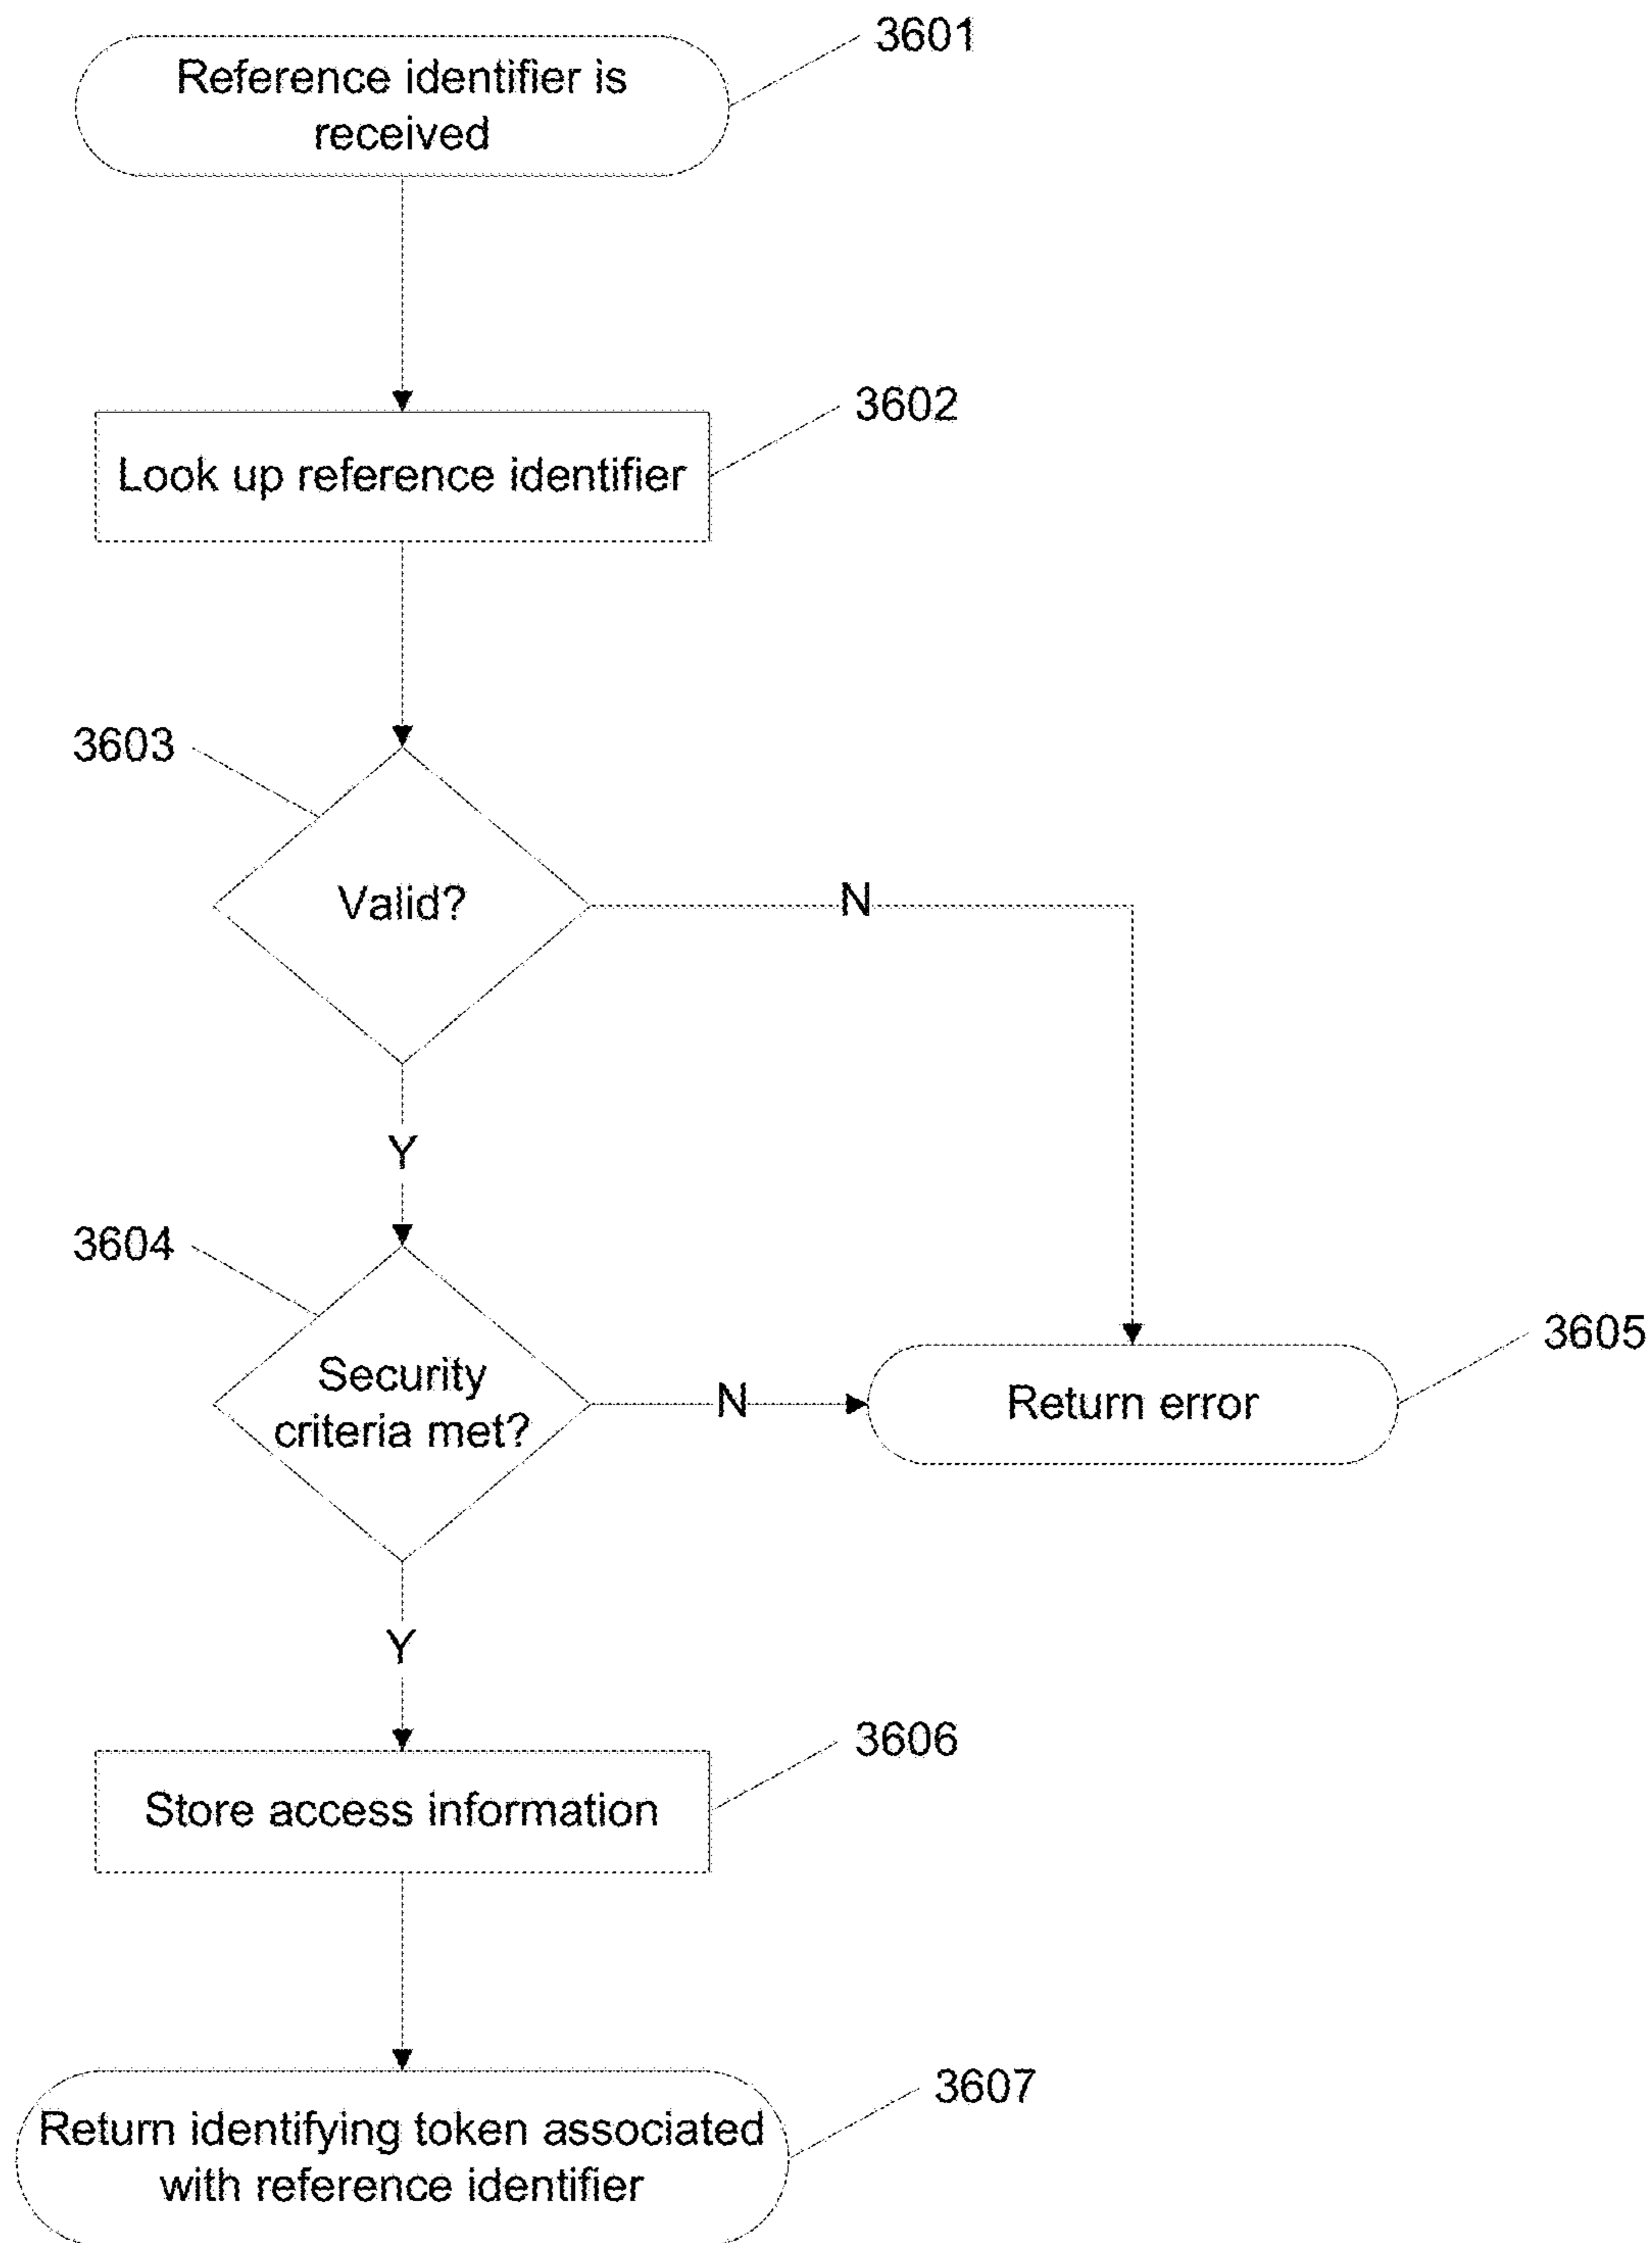 3601
Reference identifier is
received
3602
Look up reference identifier
3603
Valid?
N
Y
3604
Security
criteria met?
N
3605
Return error
Y
3606
Store access information
3607
Return identifying token associated
with reference identifier